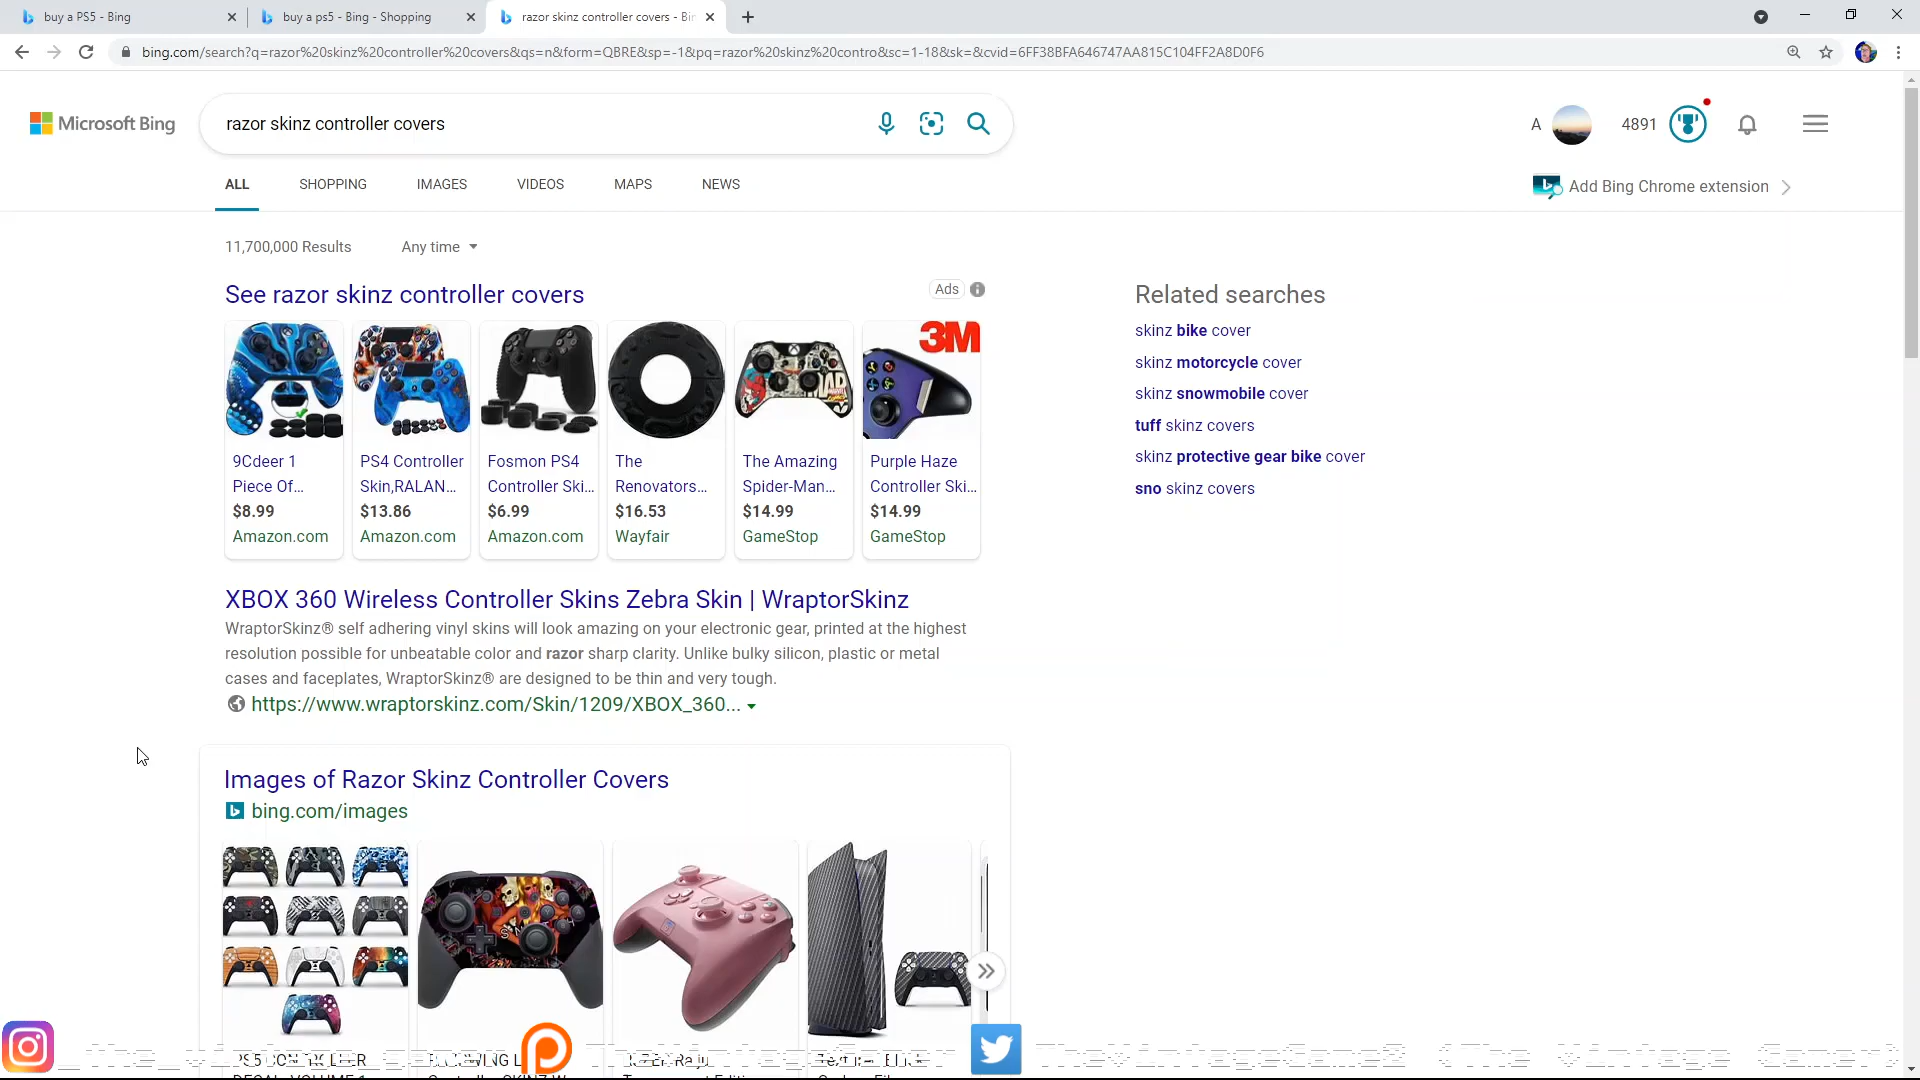 buy a PS5 - Bing
buy a ps5 - Bing - Shopping
razor skinz controller covers - Bin
bing.com/search?q=razor%20skinz%20controller%20covers&qs=n&form=QBRE&sp=-1&pq=razor%20skinz%20contro&sc=1-18&sk=&cvid=6FF38BFA646747AA815C104FF2A8D0F6
Microsoft Bing
razor skinz controller covers
A
4891
ALL
SHOPPING
IMAGES
VIDEOS
MAPS
NEWS
Add Bing Chrome extension
11,700,000 Results
Any time
See razor skinz controller covers
Ads
3M
9Cdeer 1
Piece Of...
$8.99
Amazon.com
PS4 Controller
Skin,RALAN...
$13.86
Amazon.com
Fosmon PS4
Controller Ski...
$6.99
Amazon.com
The
Renovators...
$16.53
Wayfair
The Amazing
Spider-Man...
$14.99
GameStop
Purple Haze
Controller Ski...
$14.99
GameStop
Related searches
skinz bike cover
skinz motorcycle cover
skinz snowmobile cover
tuff skinz covers
skinz protective gear bike cover
sno skinz covers
XBOX 360 Wireless Controller Skins Zebra Skin | WraptorSkinz
WraptorSkinz® self adhering vinyl skins will look amazing on your electronic gear, printed at the highest
resolution possible for unbeatable color and razor sharp clarity. Unlike bulky silicon, plastic or metal
cases and faceplates, WraptorSkinz® are designed to be thin and very tough.
https://www.wraptorskinz.com/Skin/1209/XBOX_360...
Images of Razor Skinz Controller Covers
bing.com/images
PS5 CONTROLLER